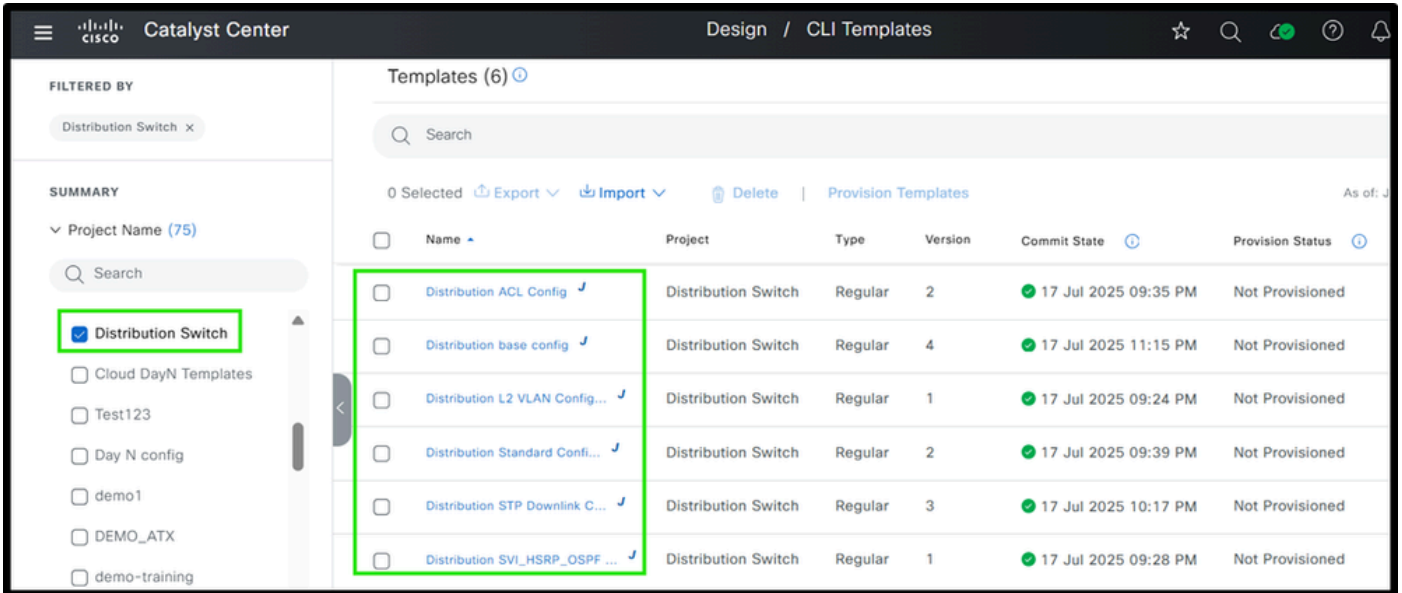 CISCO Catalyst Center Design / CLI Templates
FILTERED BY
Distribution Switch ×
SUMMARY
Project Name (75)
Search
Distribution Switch
Cloud DayN Templates
Test123
Day N config
demo1
DEMO_ATX
demo-training
Templates (6)
Search
0 Selected Export Import Delete | Provision Templates As of: J
Name Project Type Version Commit State Provision Status
Distribution ACL Config J Distribution Switch Regular 2 17 Jul 2025 09:35 PM Not Provisioned
Distribution base config J Distribution Switch Regular 4 17 Jul 2025 11:15 PM Not Provisioned
Distribution L2 VLAN Config... J Distribution Switch Regular 1 17 Jul 2025 09:24 PM Not Provisioned
Distribution Standard Confi... J Distribution Switch Regular 2 17 Jul 2025 09:39 PM Not Provisioned
Distribution STP Downlink C... J Distribution Switch Regular 3 17 Jul 2025 10:17 PM Not Provisioned
Distribution SVI_HSRP_OSPF ... J Distribution Switch Regular 1 17 Jul 2025 09:28 PM Not Provisioned